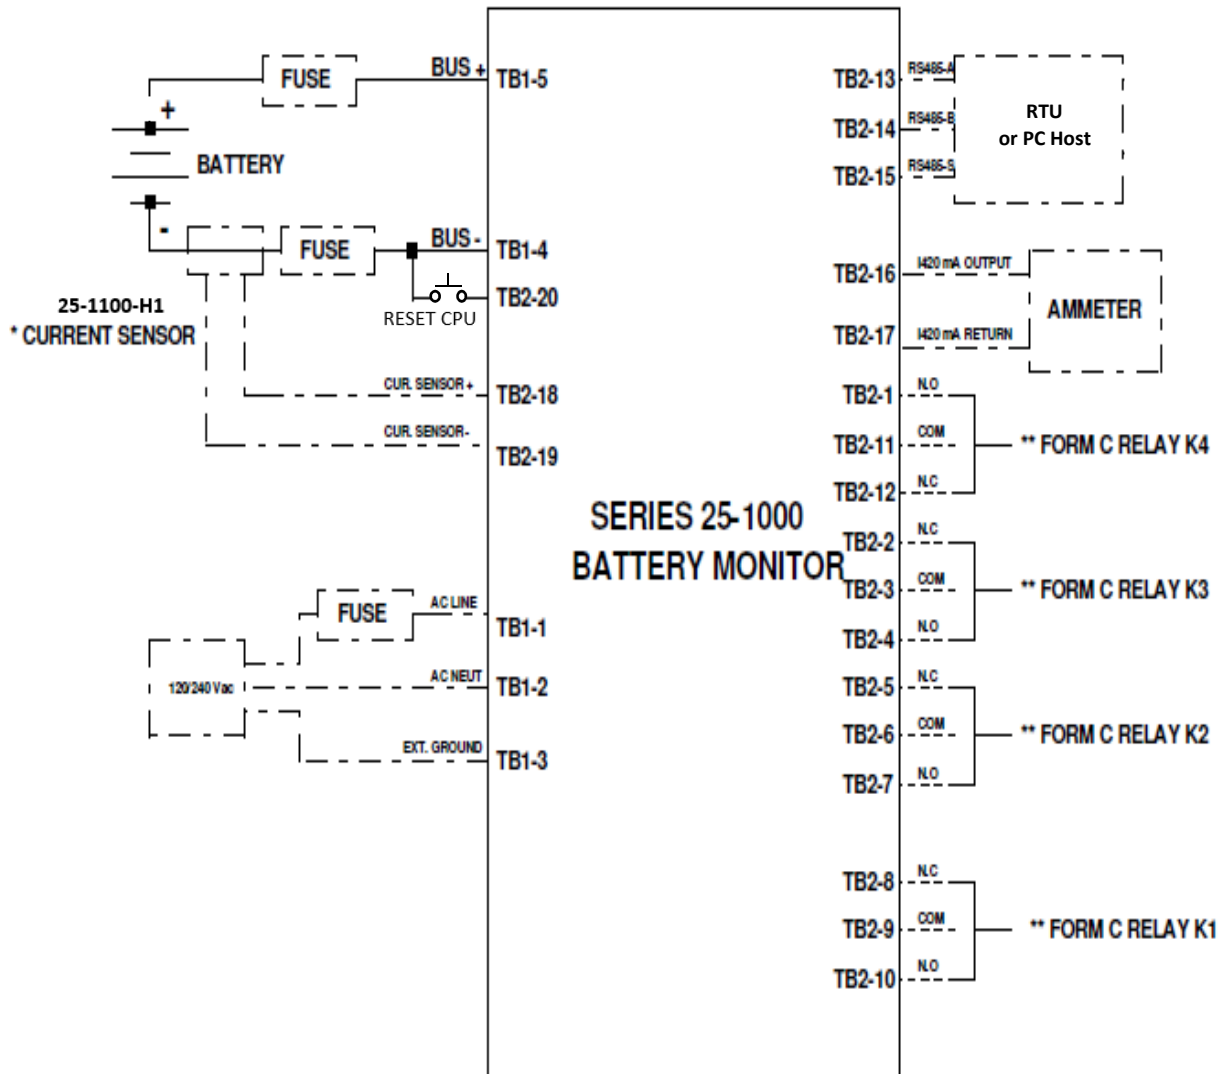 FUSE
BUS +
TB1-5
+
BATTERY
-
FUSE
BUS -
TB1-4
TB2-20
RESET CPU
25-1100-H1
* CURRENT SENSOR
CUR. SENSOR +
TB2-18
CUR. SENSOR-
TB2-19
FUSE
AC LINE
TB1-1
120/240 Vac
AC NEUT
TB1-2
EXT. GROUND
TB1-3
SERIES 25-1000
BATTERY MONITOR
TB2-13
RS485-A
TB2-14
RS485-B
TB2-15
RS485-S
RTU
or PC Host
TB2-16
I420 mA OUTPUT
TB2-17
I420 mA RETURN
AMMETER
TB2-1
N.O
TB2-11
COM
TB2-12
N.C
** FORM C RELAY K4
TB2-2
N.C
TB2-3
COM
TB2-4
N.O
** FORM C RELAY K3
TB2-5
N.C
TB2-6
COM
TB2-7
N.O
** FORM C RELAY K2
TB2-8
N.C
TB2-9
COM
TB2-10
N.O
** FORM C RELAY K1